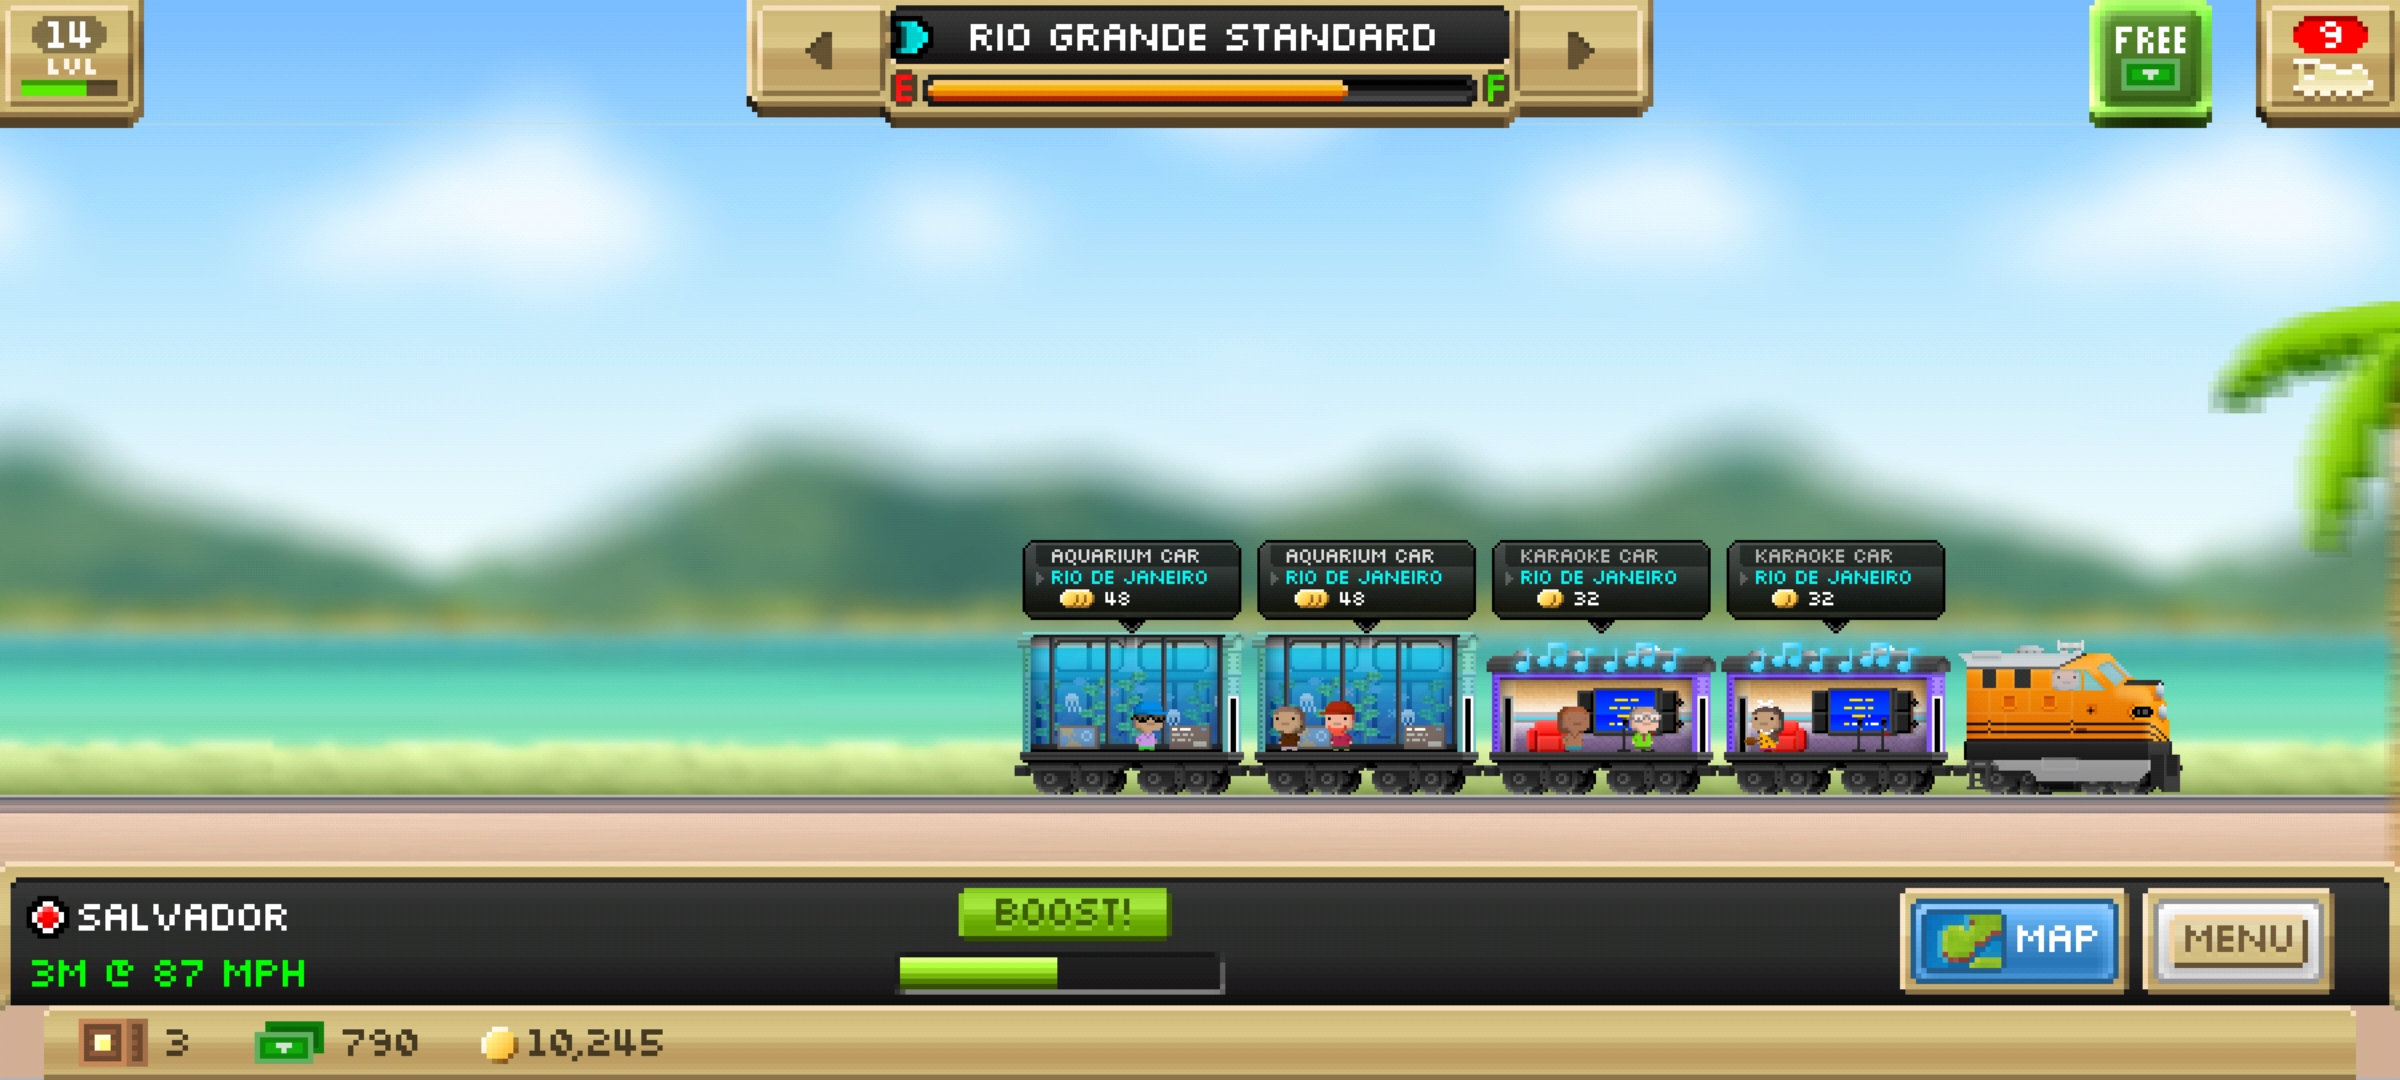 14
LVL
RIO GRANDE STANDARD
E F
FREE
9
AQUARIUM CAR
RIO DE JANEIRO
48
AQUARIUM CAR
RIO DE JANEIRO
48
KARAOKE CAR
RIO DE JANEIRO
32
KARAOKE CAR
RIO DE JANEIRO
32
SALVADOR
3M @ 87 MPH
BOOST!
MAP
MENU
3
790
10,245